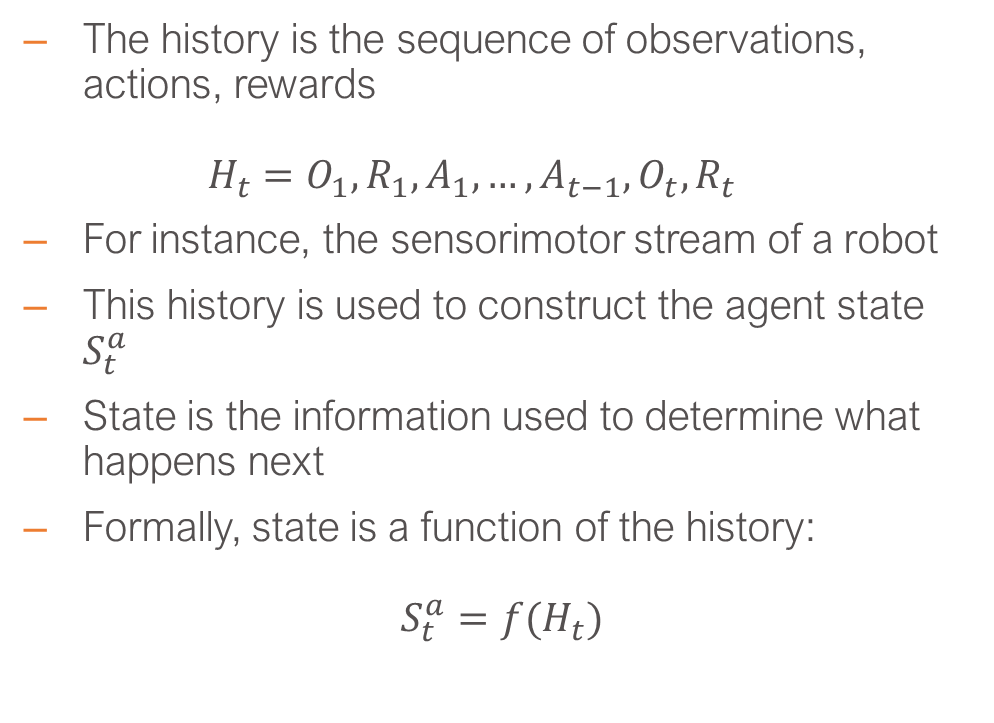 – The history is the sequence of observations,
actions, rewards
$H_t = O_1, R_1, A_1, \ldots, A_{t-1}, O_t, R_t$
– For instance, the sensorimotor stream of a robot
– This history is used to construct the agent state
$S_t^a$
– State is the information used to determine what
happens next
– Formally, state is a function of the history:
$S_t^a = f(H_t)$